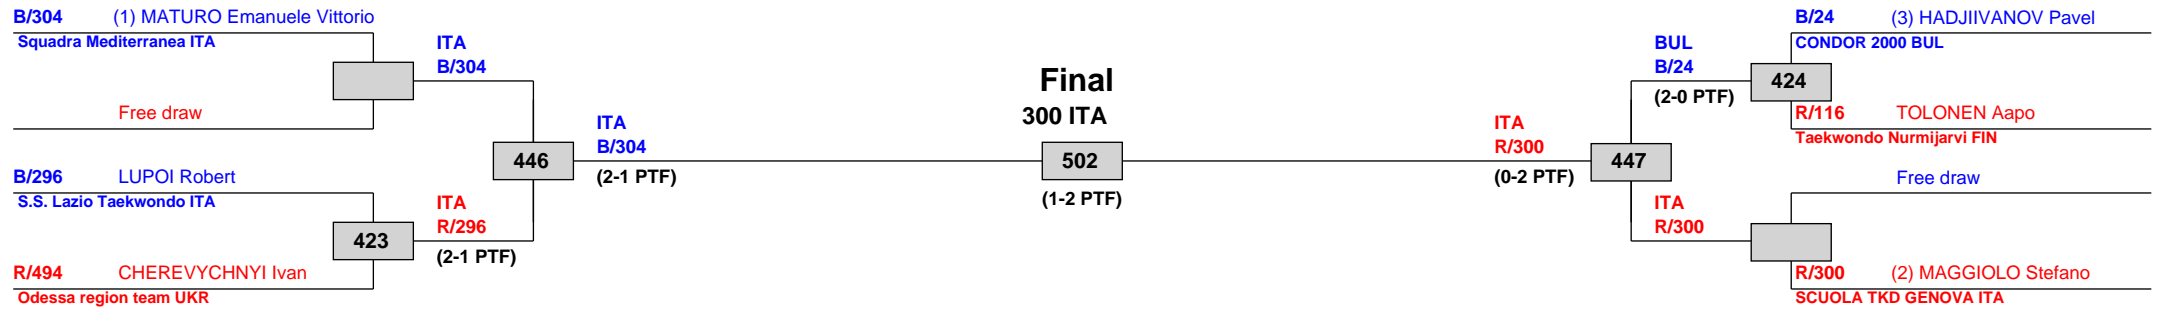 B/304 (1) MATURO Emanuele Vittorio
Squadra Mediterranea ITA
ITA
B/304
Free draw
B/296 LUPOI Robert
S.S. Lazio Taekwondo ITA
423
R/494 CHEREVYCHNYI Ivan
Odessa region team UKR
ITA
R/296
(2-1 PTF)
446
ITA
B/304
(2-1 PTF)
Final
300 ITA
502
(1-2 PTF)
ITA
R/300
(0-2 PTF)
447
BUL
B/24
(2-0 PTF)
424
B/24 (3) HADJIIVANOV Pavel
CONDOR 2000 BUL
R/116 TOLONEN Aapo
Taekwondo Nurmijarvi FIN
Free draw
ITA
R/300
R/300 (2) MAGGIOLO Stefano
SCUOLA TKD GENOVA ITA